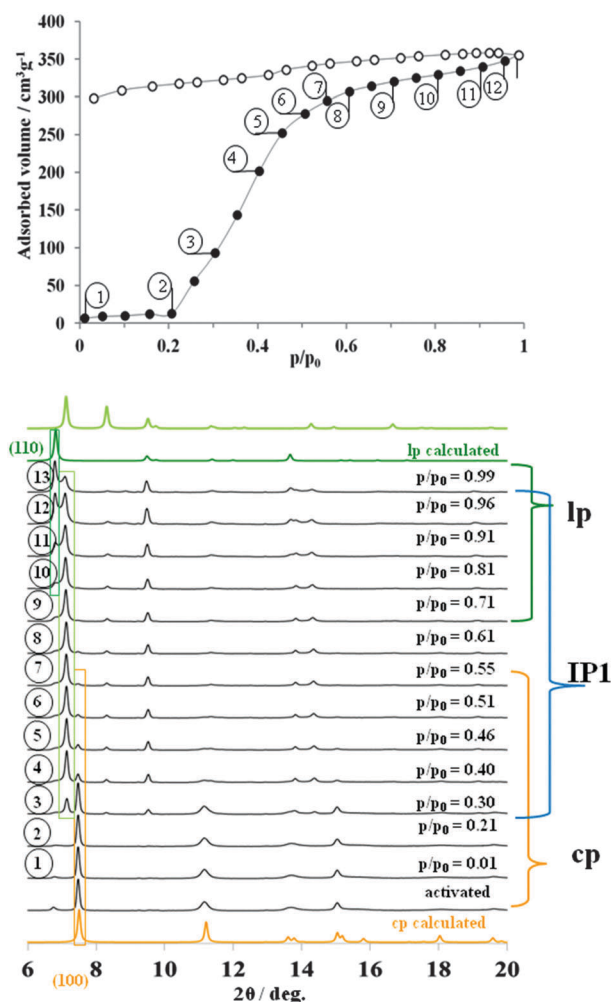 400
350
300
250
200
150
100
50
0
Adsorbed volume / cm³g⁻¹
1
2
3
4
5
6
7
8
9
10
11
12
0 0.2 0.4 0.6 0.8 1
p/p₀
(110)
lp calculated
13 p/p₀ = 0.99
12 p/p₀ = 0.96
lp
11 p/p₀ = 0.91
10 p/p₀ = 0.81
9 p/p₀ = 0.71
8 p/p₀ = 0.61
7 p/p₀ = 0.55
IP1
6 p/p₀ = 0.51
5 p/p₀ = 0.46
4 p/p₀ = 0.40
3 p/p₀ = 0.30
2 p/p₀ = 0.21
cp
1 p/p₀ = 0.01
activated
cp calculated
6 8 10 12 14 16 18 20
(100)
2θ / deg.